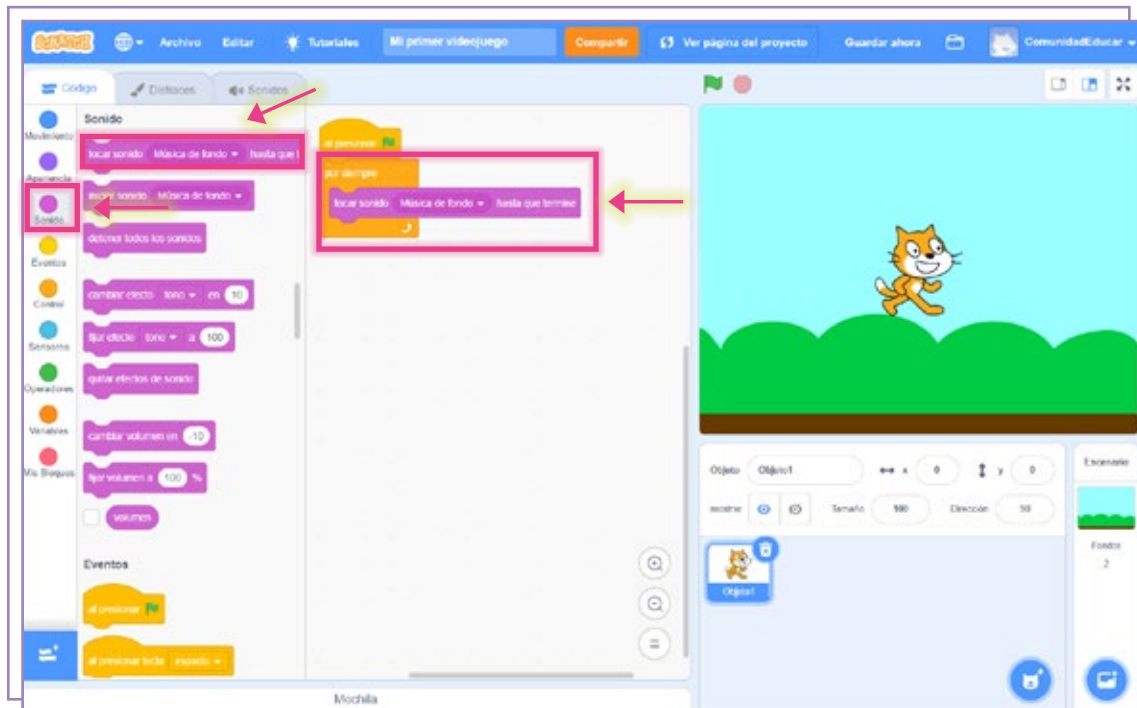 SCRATCH
Archivo
Editar
Tutoriales
Mi primer videojuego
Compartir
Ver página del proyecto
Guardar ahora
ComunidadEducar
Código
Disfraces
Sonidos
Movimiento
Apariencia
Sonido
Eventos
Control
Sensores
Operadores
Variables
Mis Bloques
Sonido
tocar sonido Música de fondo hasta que t
iniciar sonido Música de fondo
detener todos los sonidos
cambiar efecto tono en 10
fijar efecto tono a 100
quitar efectos de sonido
cambiar volumen en -10
fijar volumen a 100 %
volumen
Eventos
al presionar
al presionar tecla espacio
al presionar
por siempre
tocar sonido Música de fondo hasta que termine
Objeto Objeto1 x 0 y 0
mostrar Tamaño 100 Dirección 90
Objeto1
Escenario
Fondos
2
Mochila